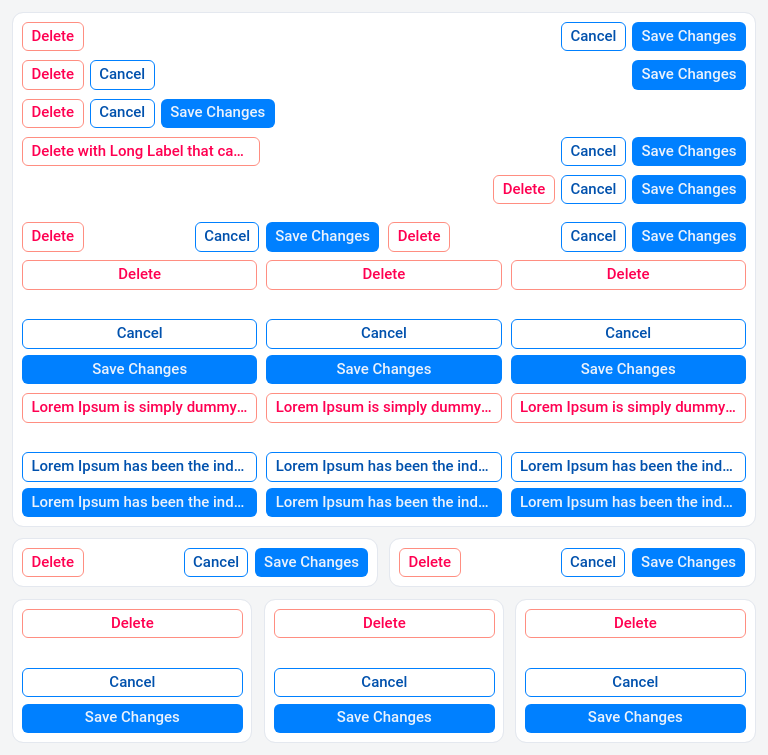 Delete Cancel Save Changes
Delete Cancel Save Changes
Delete Cancel Save Changes
Delete with Long Label that ca... Cancel Save Changes
Delete Cancel Save Changes
Delete Cancel Save Changes Delete Cancel Save Changes
Delete Delete Delete
Cancel Cancel Cancel
Save Changes Save Changes Save Changes
Lorem Ipsum is simply dummy... Lorem Ipsum is simply dummy... Lorem Ipsum is simply dummy...
Lorem Ipsum has been the ind... Lorem Ipsum has been the ind... Lorem Ipsum has been the ind...
Lorem Ipsum has been the ind... Lorem Ipsum has been the ind... Lorem Ipsum has been the ind...
Delete Cancel Save Changes Delete Cancel Save Changes
Delete Delete Delete
Cancel Cancel Cancel
Save Changes Save Changes Save Changes